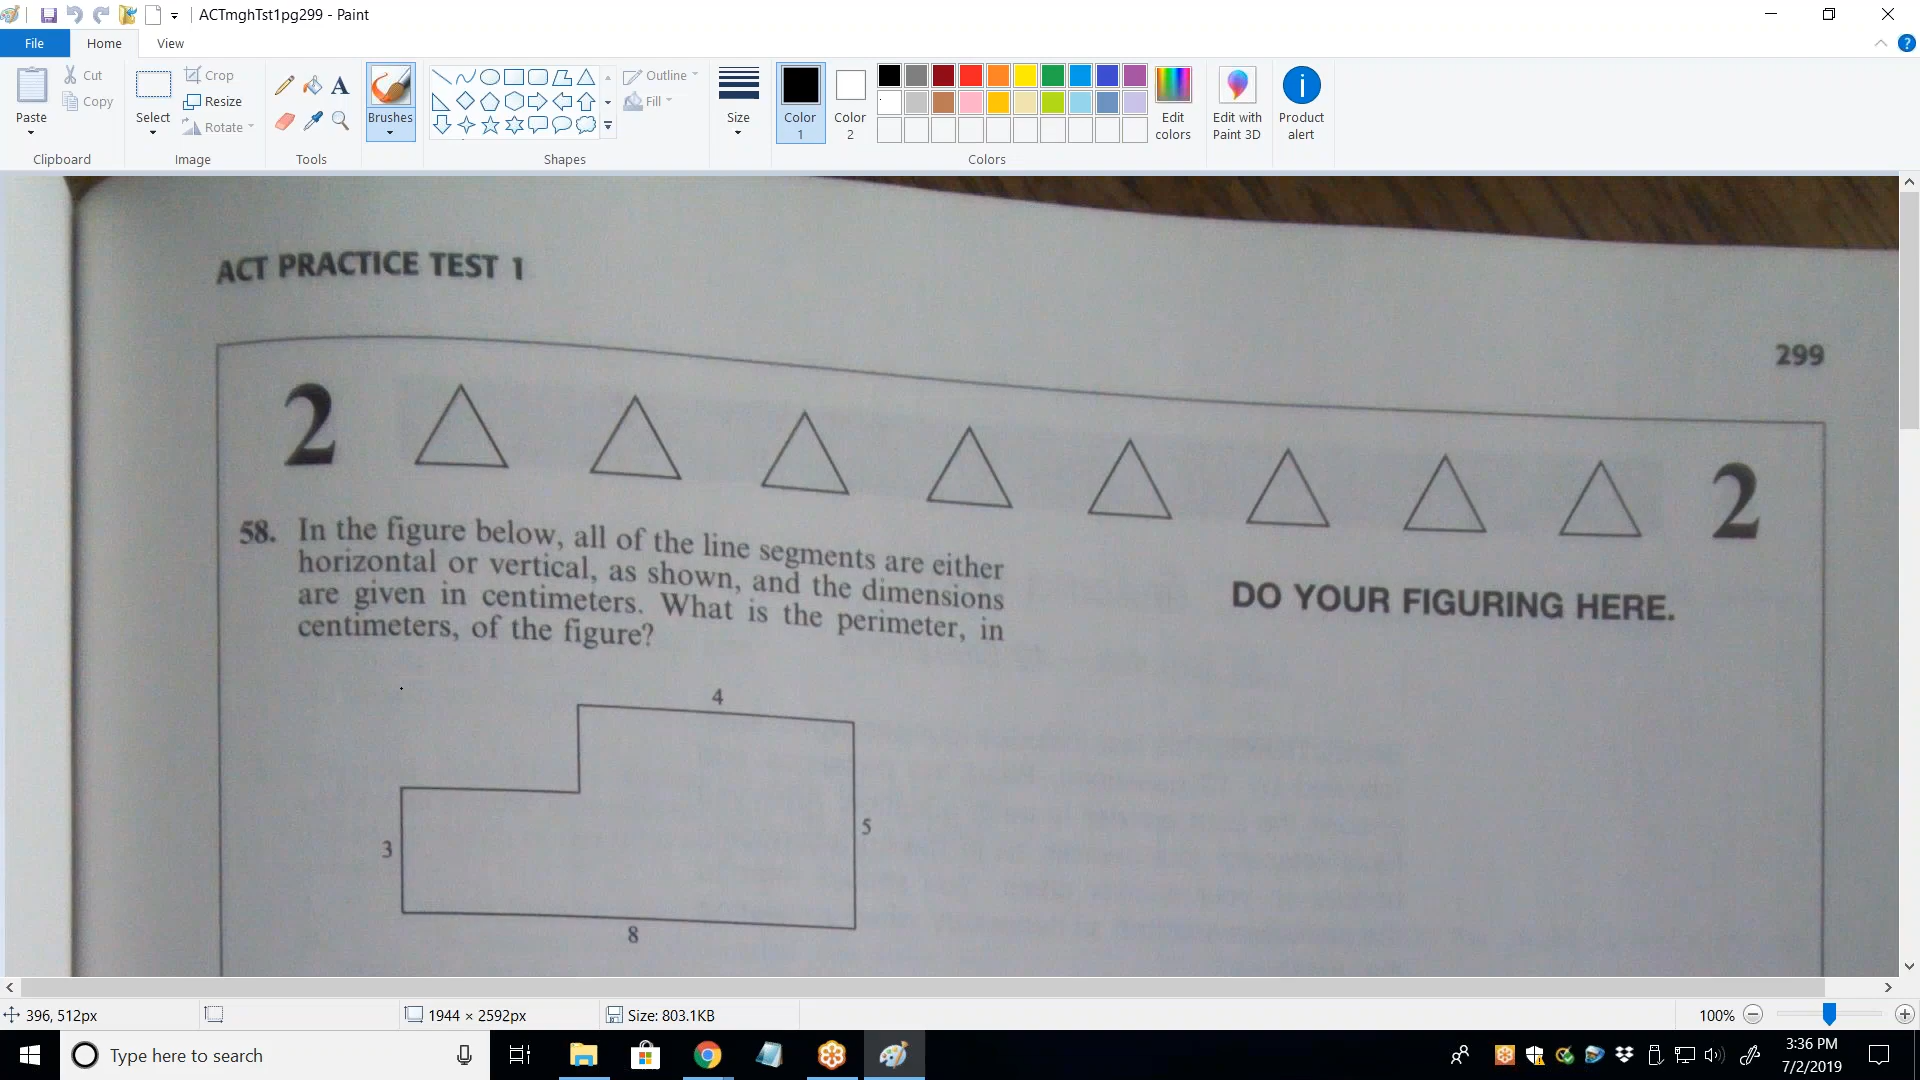 ACTmghTst1pg299 - Paint
File Home View
Paste
Cut
Copy
Clipboard
Select
Crop
Resize
Rotate
Image
A
Tools
Brushes
Shapes
Outline
Fill
Size
Color 1
Color 2
Edit colors
Colors
Edit with Paint 3D
Product alert
ACT PRACTICE TEST 1
299
2
2
58. In the figure below, all of the line segments are either
horizontal or vertical, as shown, and the dimensions
are given in centimeters. What is the perimeter, in
centimeters, of the figure?
DO YOUR FIGURING HERE.
4
3
5
8
396, 512px
1944 × 2592px
Size: 803.1KB
100%
Type here to search
3:36 PM
7/2/2019